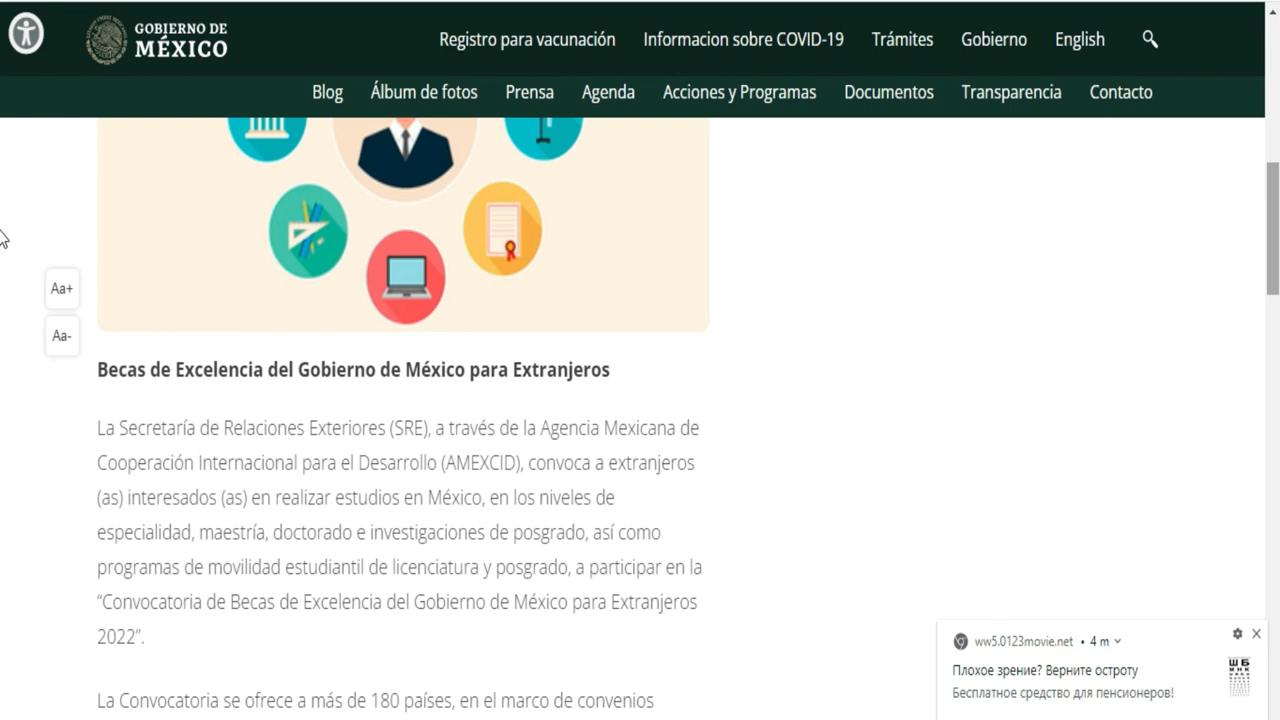 GOBIERNO DE
MÉXICO
Registro para vacunación Informacion sobre COVID-19 Trámites Gobierno English
Blog Álbum de fotos Prensa Agenda Acciones y Programas Documentos Transparencia Contacto
Aa+
Aa-
Becas de Excelencia del Gobierno de México para Extranjeros
La Secretaría de Relaciones Exteriores (SRE), a través de la Agencia Mexicana de
Cooperación Internacional para el Desarrollo (AMEXCID), convoca a extranjeros
(as) interesados (as) en realizar estudios en México, en los niveles de
especialidad, maestría, doctorado e investigaciones de posgrado, así como
programas de movilidad estudiantil de licenciatura y posgrado, a participar en la
“Convocatoria de Becas de Excelencia del Gobierno de México para Extranjeros
2022”.
La Convocatoria se ofrece a más de 180 países, en el marco de convenios
ww5.0123movie.net • 4 m
Плохое зрение? Верните остроту
Бесплатное средство для пенсионеров!
Ш Б